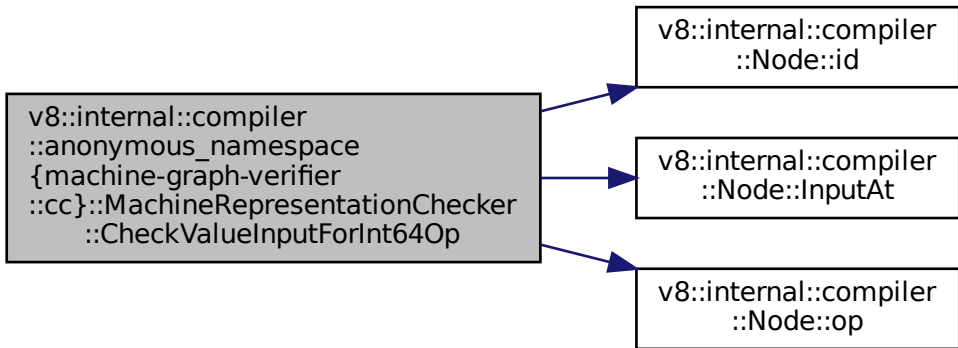 v8::internal::compiler
::anonymous_namespace
{machine-graph-verifier
::cc}::MachineRepresentationChecker
::CheckValueInputForInt64Op
v8::internal::compiler
::Node::id
v8::internal::compiler
::Node::InputAt
v8::internal::compiler
::Node::op